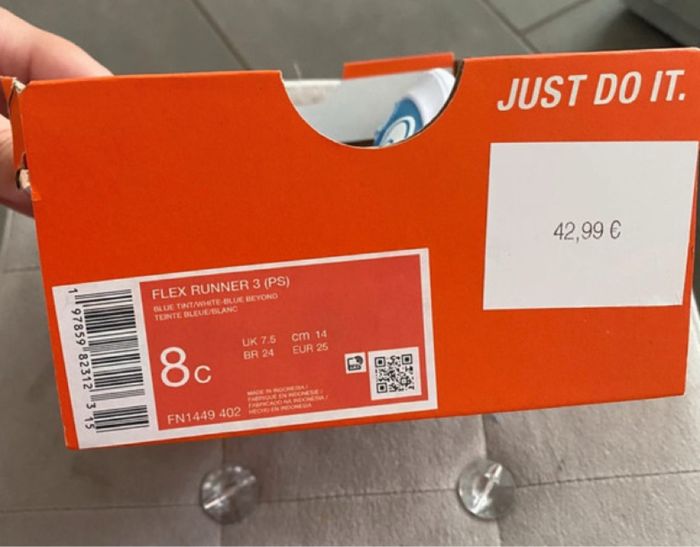 JUST DO IT.
42,99 €
FLEX RUNNER 3 (PS)
BLUE TINT/WHITE-BLUE BEYOND
TEINTE BLEUE/BLANC
8C
UK 7.5 cm 14
BR 24 EUR 25
MADE IN INDONESIA /
FABRIQUÉ EN INDONÉSIE /
FABRICADO NA INDONÉSIA /
HECHO EN INDONESIA
FN1449 402
1 97859 82312 3 15